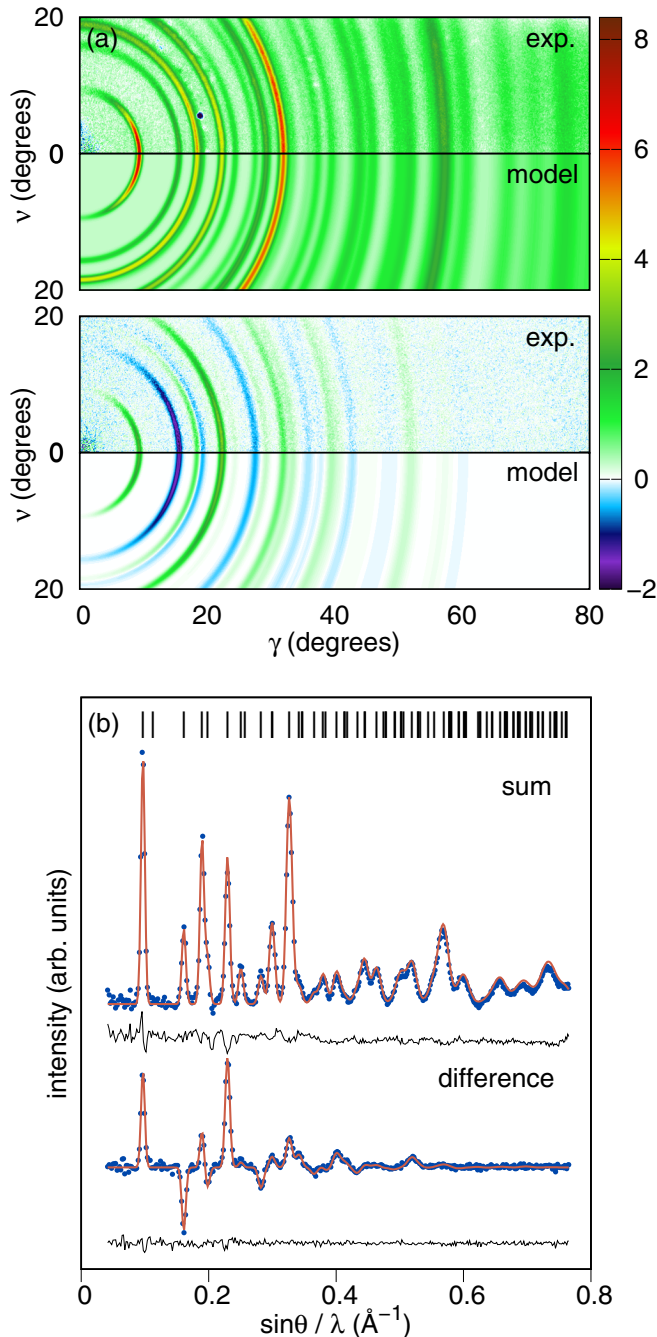 20
(a)
exp.
8
ν (degrees)
0
6
model
20
4
20
exp.
2
ν (degrees)
0
0
model
20
−2
0
20
40
60
80
γ (degrees)
(b)
sum
intensity (arb. units)
difference
0
0.2
0.4
0.6
0.8
sinθ / λ (Å⁻¹)